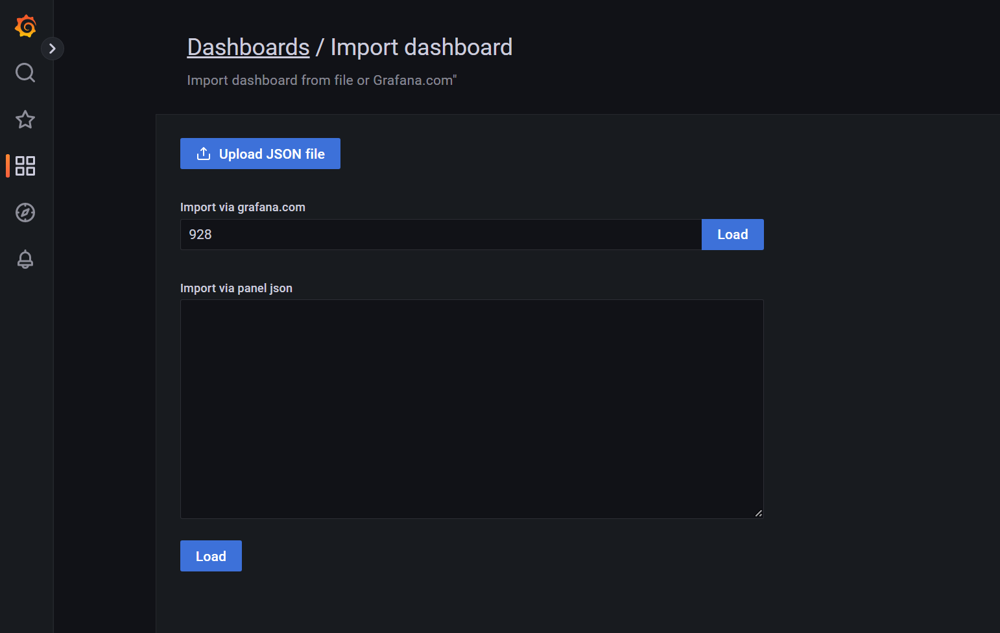 Dashboards / Import dashboard
Import dashboard from file or Grafana.com"
Upload JSON file
Import via grafana.com
928
Load
Import via panel json
Load